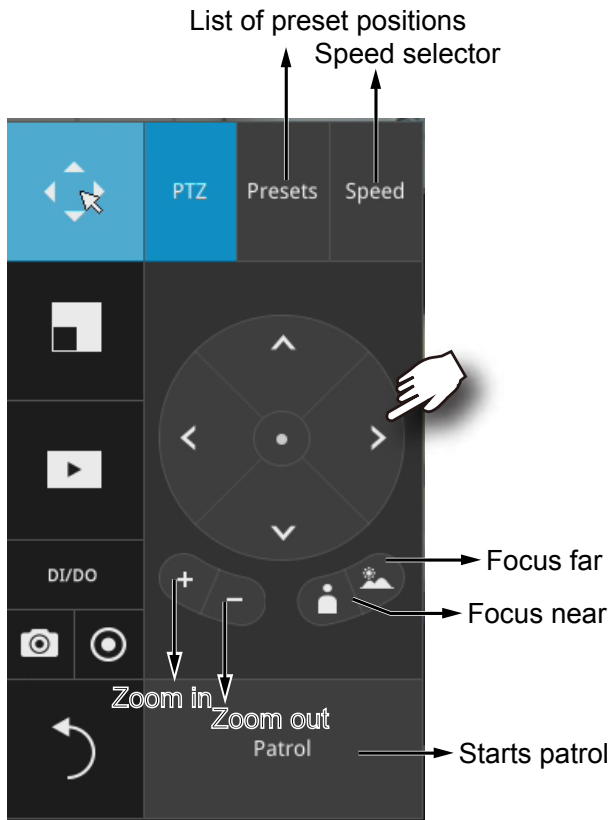 List of preset positions
Speed selector
PTZ
Presets
Speed
DI/DO
Focus far
Focus near
Zoom in
Zoom out
Patrol
Starts patrol